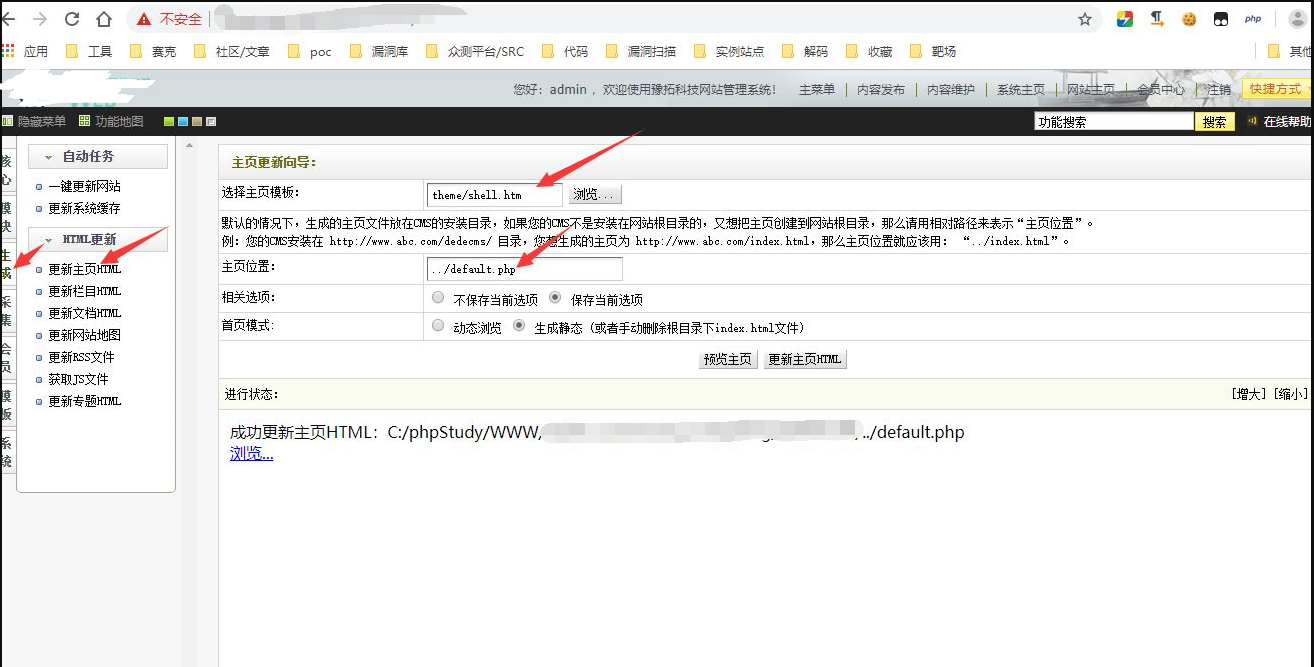 不安全
php
应用 工具 赛克 社区/文章 poc 漏洞库 众测平台/SRC 代码 漏洞扫描 实例站点 解码 收藏 靶场 其他
您好：admin ，欢迎使用豫拓科技网站管理系统！ 主菜单 内容发布 内容维护 系统主页 网站主页 会员中心 注销 快捷方式
隐藏菜单 功能地图 功能搜索 搜索 在线帮助
核心
模块
生成
采集
会员
模版
系统
自动任务
一键更新网站
更新系统缓存
HTML更新
更新主页HTML
更新栏目HTML
更新文档HTML
更新网站地图
更新RSS文件
获取JS文件
更新专题HTML
主页更新向导：
选择主页模板： theme/shell.htm 浏览...
默认的情况下，生成的主页文件放在CMS的安装目录，如果您的CMS不是安装在网站根目录的，又想把主页创建到网站根目录，那么请用相对路径来表示“主页位置”。
例：您的CMS安装在 http://www.abc.com/dedecms/ 目录，您想生成的主页为 http://www.abc.com/index.html，那么主页位置就应该用： “../index.html”。
主页位置： ../default.php
相关选项： 不保存当前选项 保存当前选项
首页模式： 动态浏览 生成静态（或者手动删除根目录下index.html文件）
预览主页 更新主页HTML
进行状态： [增大] [缩小]
成功更新主页HTML：C:/phpStudy/WWW/ ../default.php
浏览...